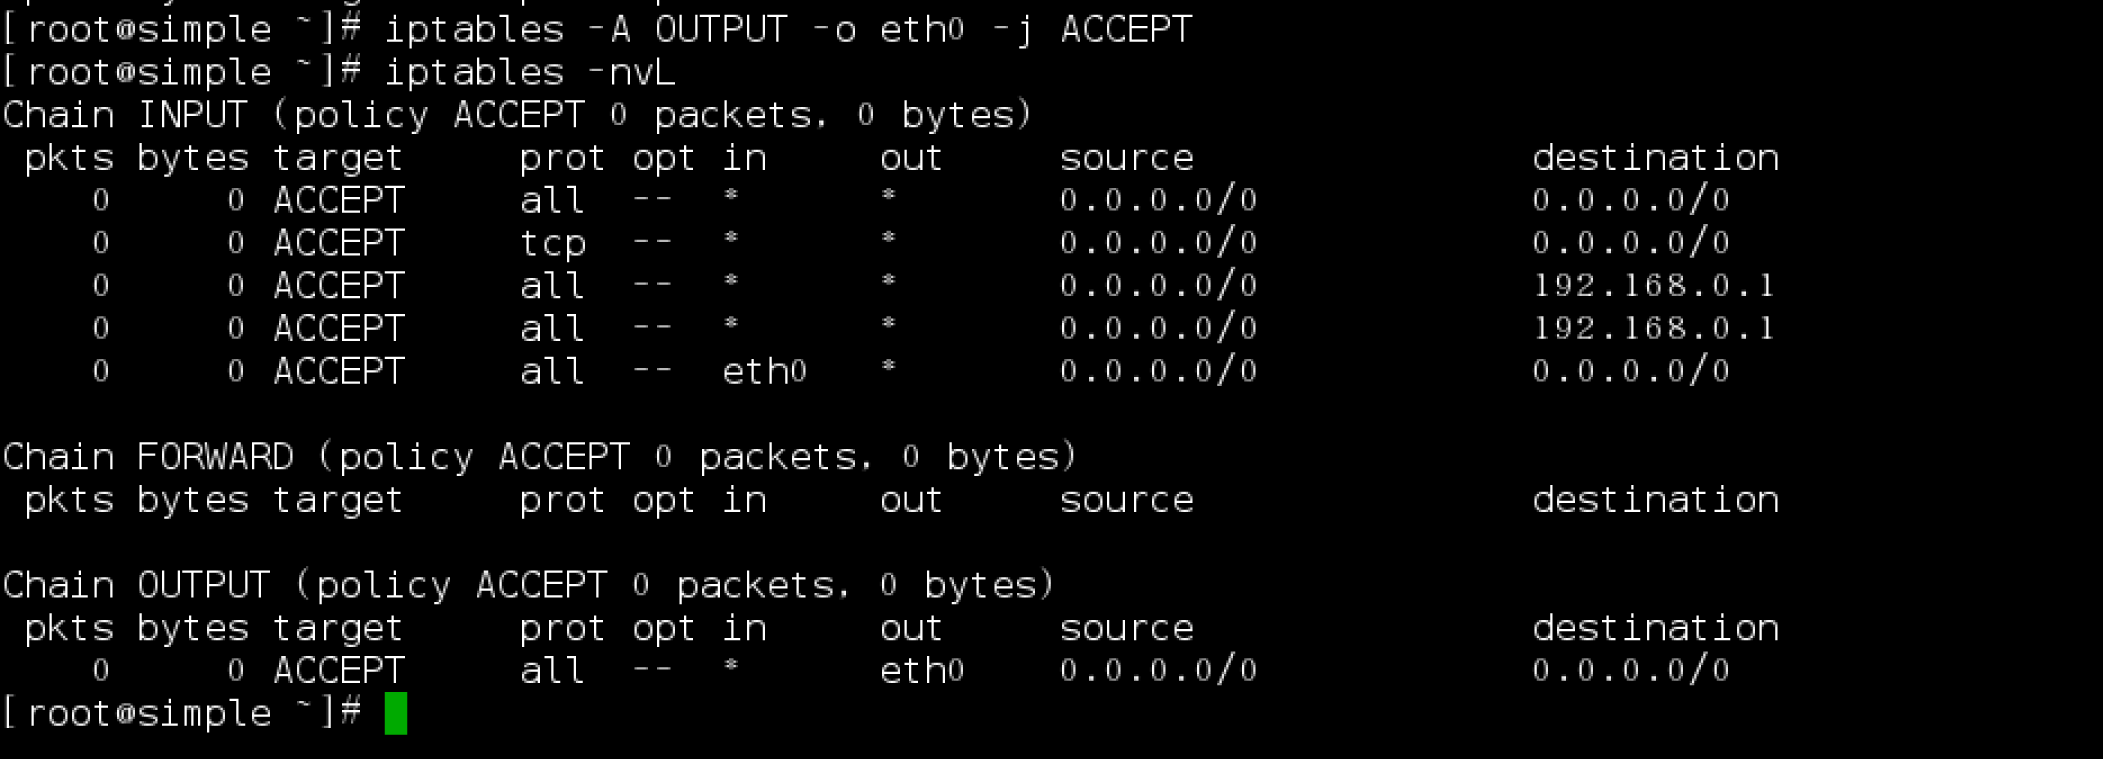 [root@simple ~]# iptables -A OUTPUT -o eth0 -j ACCEPT
[root@simple ~]# iptables -nvL
Chain INPUT (policy ACCEPT 0 packets, 0 bytes)
 pkts bytes target     prot opt in     out     source               destination
    0     0 ACCEPT     all  --  *      *       0.0.0.0/0            0.0.0.0/0
    0     0 ACCEPT     tcp  --  *      *       0.0.0.0/0            0.0.0.0/0
    0     0 ACCEPT     all  --  *      *       0.0.0.0/0            192.168.0.1
    0     0 ACCEPT     all  --  *      *       0.0.0.0/0            192.168.0.1
    0     0 ACCEPT     all  --  eth0   *       0.0.0.0/0            0.0.0.0/0

Chain FORWARD (policy ACCEPT 0 packets, 0 bytes)
 pkts bytes target     prot opt in     out     source               destination

Chain OUTPUT (policy ACCEPT 0 packets, 0 bytes)
 pkts bytes target     prot opt in     out     source               destination
    0     0 ACCEPT     all  --  *      eth0    0.0.0.0/0            0.0.0.0/0
[root@simple ~]#